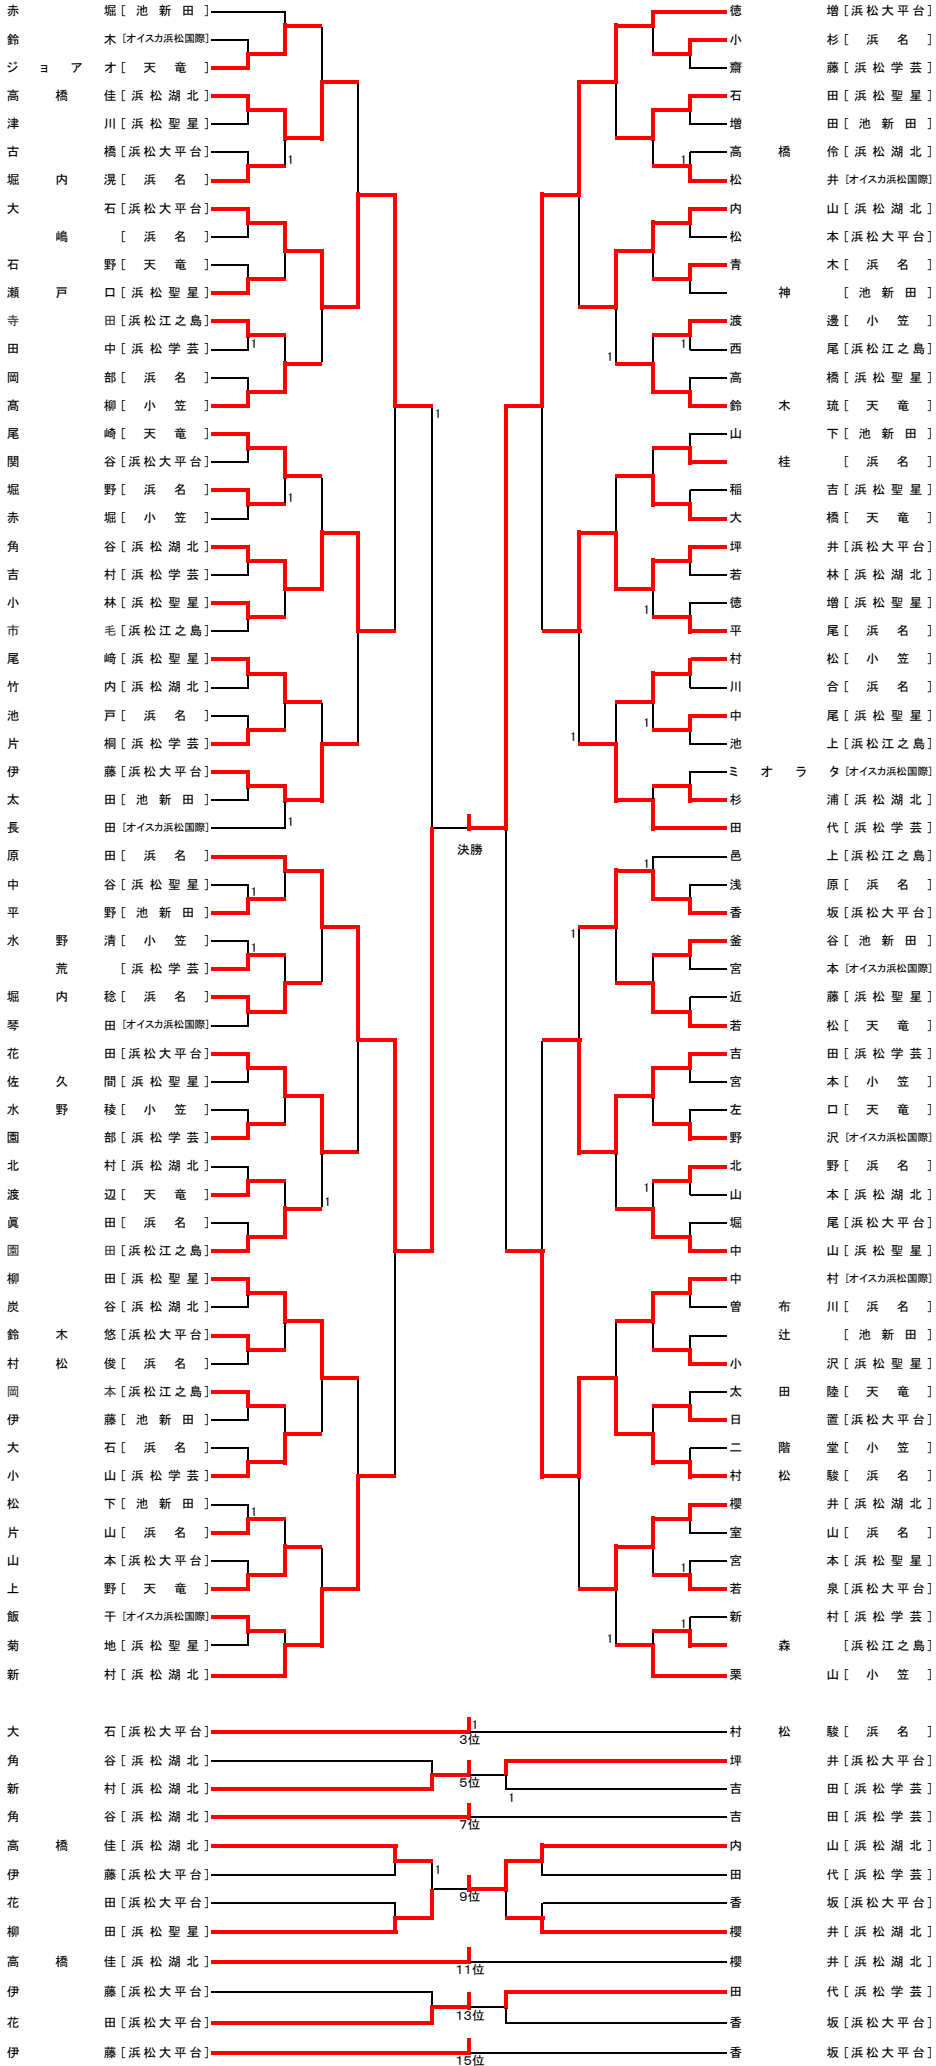 赤堀[池新田] 徳増[浜松大平台]
鈴木[オイスカ浜松国際] 小杉[浜名]
ジョアオ[天竜] 齋藤[浜松学芸]
高橋佳[浜松湖北] 石田[浜松聖星]
津川[浜松聖星] 増田[池新田]
古橋[浜松大平台] 高橋伶[浜松湖北]
1 1
堀内滉[浜名] 松井[オイスカ浜松国際]
大石[浜松大平台] 内山[浜松湖北]
嶋[浜名] 松本[浜松大平台]
石野[天竜] 青木[浜名]
瀬戸口[浜松聖星] 神[池新田]
寺田[浜松江之島] 渡邊[小笠]
1 1
田中[浜松学芸] 西尾[浜松江之島]
1
岡部[浜名] 高橋[浜松聖星]
髙柳[小笠] 鈴木琉[天竜]
1
尾崎[天竜] 山下[池新田]
関谷[浜松大平台] 桂[浜名]
堀野[浜名] 稲吉[浜松聖星]
1
赤堀[小笠] 大橋[天竜]
角谷[浜松湖北] 坪井[浜松大平台]
吉村[浜松学芸] 若林[浜松湖北]
小林[浜松聖星] 徳増[浜松聖星]
1
市毛[浜松江之島] 平尾[浜名]
尾﨑[浜松聖星] 村松[小笠]
竹内[浜松湖北] 川合[浜名]
池戸[浜名] 中尾[浜松聖星]
1
1
片桐[浜松学芸] 池上[浜松江之島]
伊藤[浜松大平台] ミオラタ[オイスカ浜松国際]
太田[池新田] 杉浦[浜松湖北]
1
長田[オイスカ浜松国際] 田代[浜松学芸]
決勝
原田[浜名] 邑上[浜松江之島]
1
中谷[浜松聖星] 浅原[浜名]
1
平野[池新田] 香坂[浜松大平台]
1
水野清[小笠] 釜谷[池新田]
1
荒[浜松学芸] 宮本[オイスカ浜松国際]
堀内稔[浜名] 近藤[浜松聖星]
琴田[オイスカ浜松国際] 若松[天竜]
花田[浜松大平台] 吉田[浜松学芸]
佐久間[浜松聖星] 宮本[小笠]
水野稜[小笠] 左口[天竜]
園部[浜松学芸] 野沢[オイスカ浜松国際]
北村[浜松湖北] 北野[浜名]
1
渡辺[天竜] 山本[浜松湖北]
1
眞田[浜名] 堀尾[浜松大平台]
園田[浜松江之島] 中山[浜松聖星]
柳田[浜松聖星] 中村[オイスカ浜松国際]
炭谷[浜松湖北] 曽布川[浜名]
鈴木悠[浜松大平台] 辻[池新田]
村松俊[浜名] 小沢[浜松聖星]
岡本[浜松江之島] 太田陸[天竜]
伊藤[池新田] 日置[浜松大平台]
大石[浜名] 二階堂[小笠]
小山[浜松学芸] 村松駿[浜名]
松下[池新田] 櫻井[浜松湖北]
1
片山[浜名] 室山[浜名]
山本[浜松大平台] 宮本[浜松聖星]
1
上野[天竜] 若泉[浜松大平台]
飯干[オイスカ浜松国際] 新村[浜松学芸]
1
1
菊地[浜松聖星] 森[浜松江之島]
新村[浜松湖北] 栗山[小笠]
1
大石[浜松大平台] 村松駿[浜名]
3位
角谷[浜松湖北] 坪井[浜松大平台]
5位
新村[浜松湖北] 吉田[浜松学芸]
1
角谷[浜松湖北] 吉田[浜松学芸]
7位
高橋佳[浜松湖北] 内山[浜松湖北]
1
伊藤[浜松大平台] 田代[浜松学芸]
9位
花田[浜松大平台] 香坂[浜松大平台]
柳田[浜松聖星] 櫻井[浜松湖北]
高橋佳[浜松湖北] 櫻井[浜松湖北]
11位
伊藤[浜松大平台] 田代[浜松学芸]
13位
花田[浜松大平台] 香坂[浜松大平台]
伊藤[浜松大平台] 香坂[浜松大平台]
15位